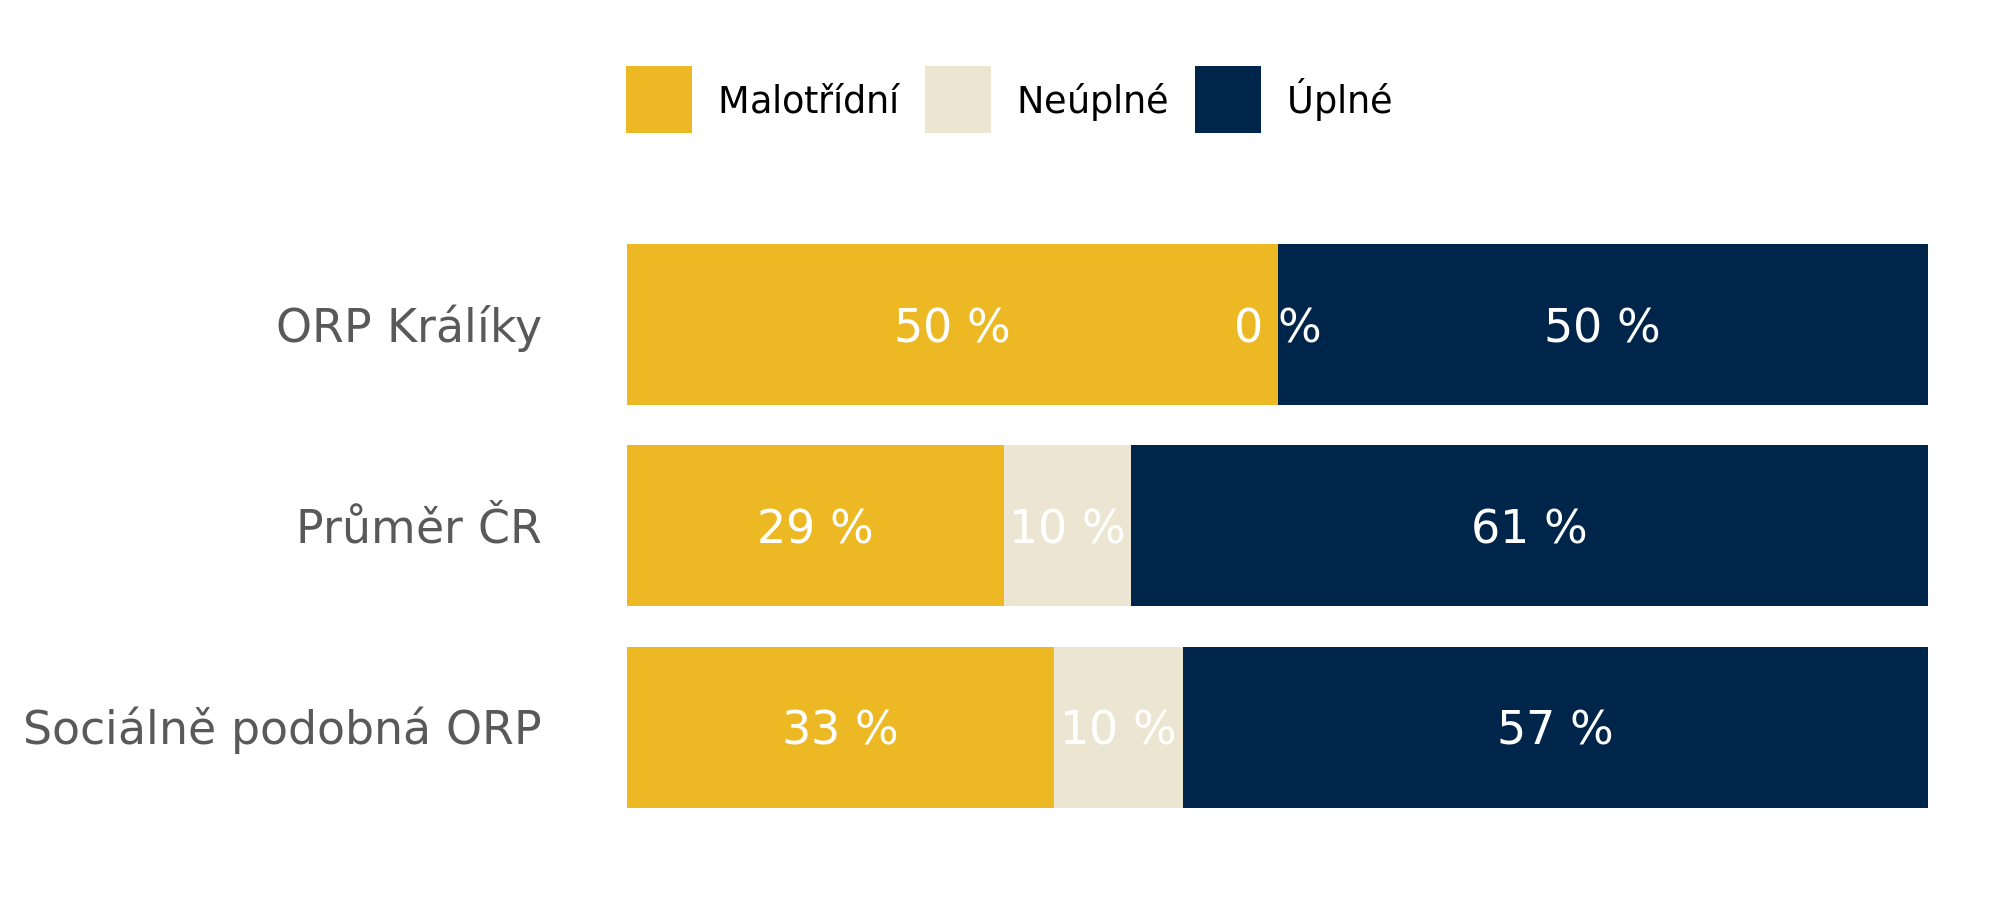 Malotřídní Neúplné Úplné
ORP Králíky 50 % 0 % 50 %
Průměr ČR 29 % 10 % 61 %
Sociálně podobná ORP 33 % 10 % 57 %